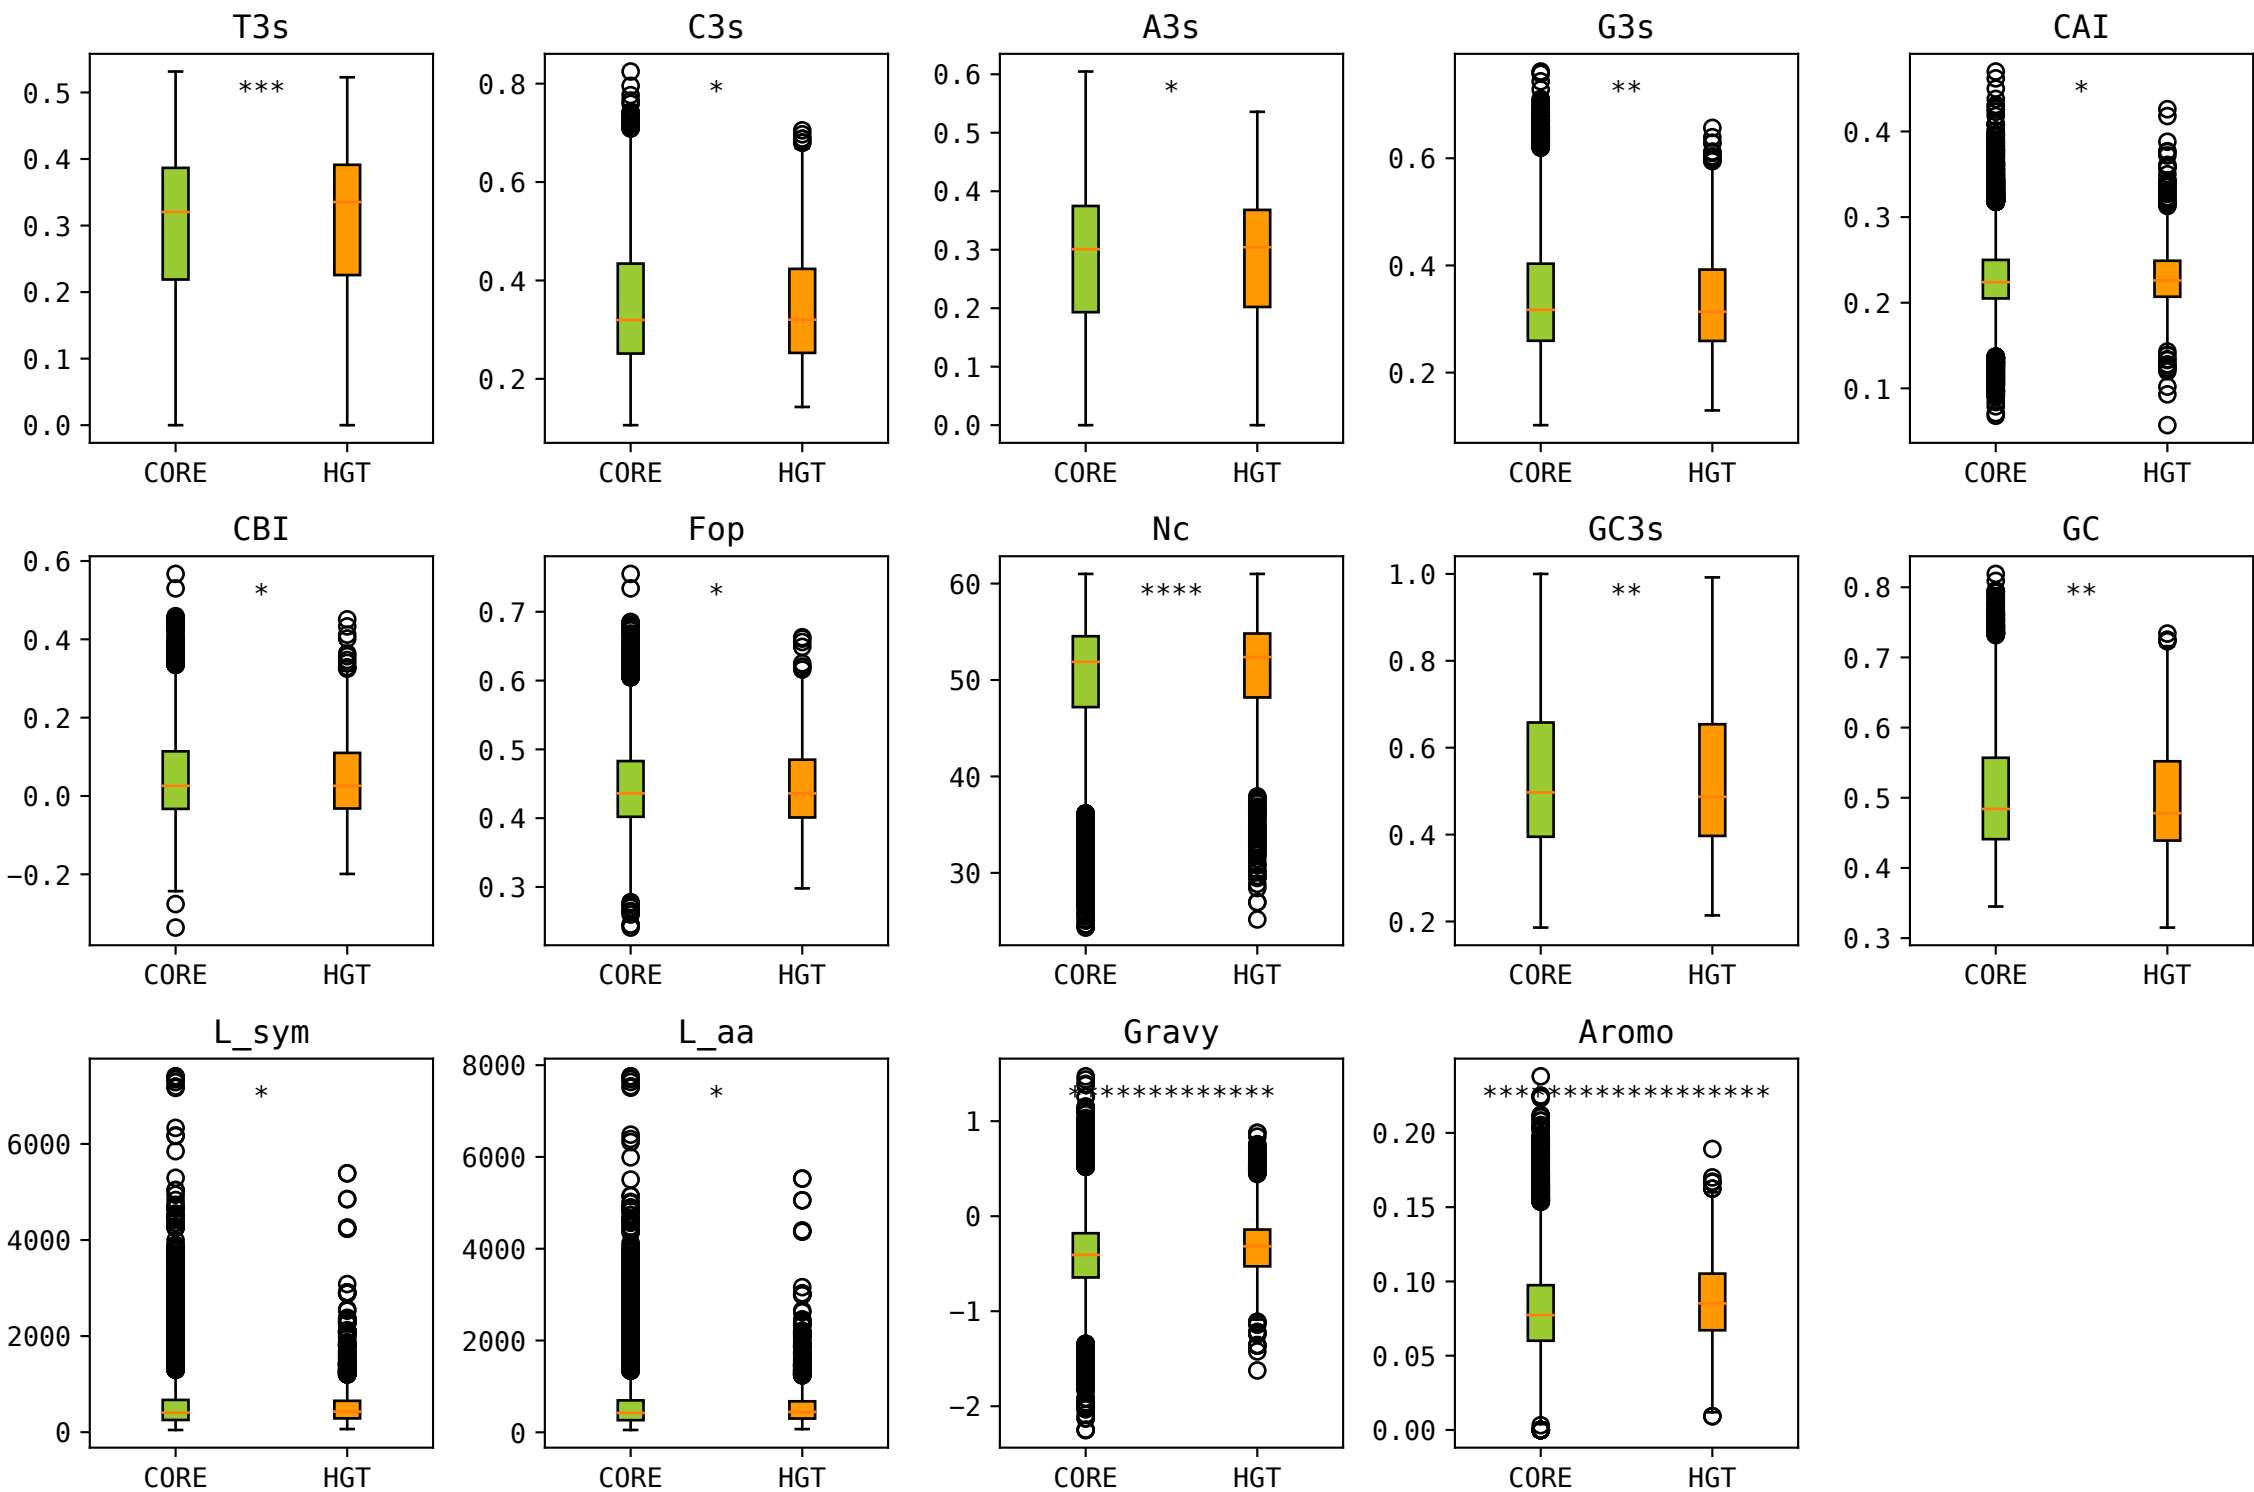 T3s
0.5
0.4
0.3
0.2
0.1
0.0
***
CORE HGT
C3s
0.8
0.6
0.4
0.2
*
CORE HGT
A3s
0.6
0.5
0.4
0.3
0.2
0.1
0.0
*
CORE HGT
G3s
0.6
0.4
0.2
**
CORE HGT
CAI
0.4
0.3
0.2
0.1
*
CORE HGT
CBI
0.6
0.4
0.2
0.0
−0.2
*
CORE HGT
Fop
0.7
0.6
0.5
0.4
0.3
*
CORE HGT
Nc
60
50
40
30
****
CORE HGT
GC3s
1.0
0.8
0.6
0.4
0.2
**
CORE HGT
GC
0.8
0.7
0.6
0.5
0.4
0.3
**
CORE HGT
L_sym
6000
4000
2000
0
*
CORE HGT
L_aa
8000
6000
4000
2000
0
*
CORE HGT
Gravy
1
0
−1
−2
*************
CORE HGT
Aromo
0.20
0.15
0.10
0.05
0.00
******************
CORE HGT